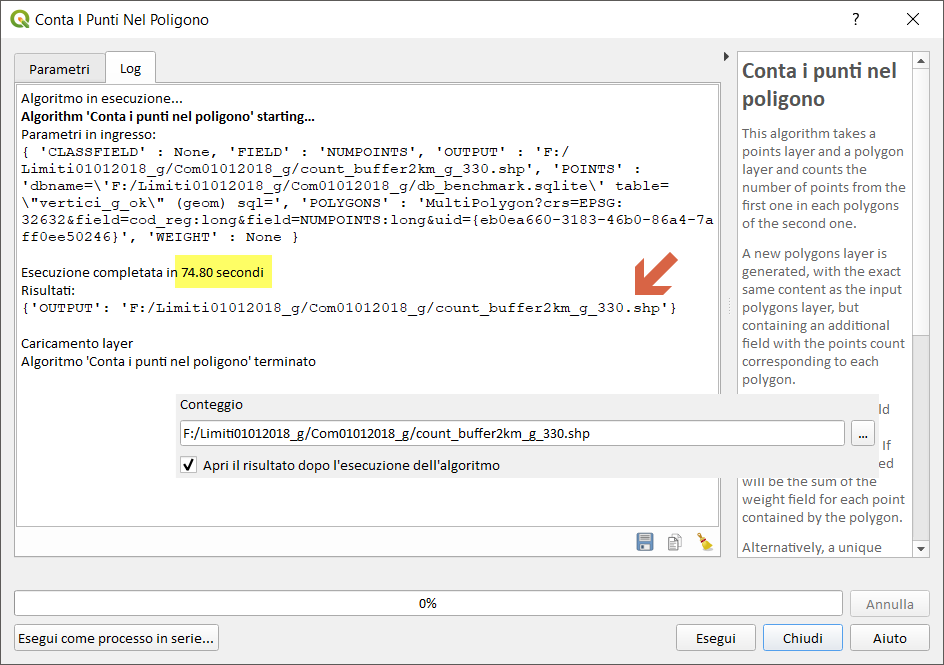 Conta I Punti Nel Poligono
?
Parametri
Log
Algoritmo in esecuzione...
Algorithm 'Conta i punti nel poligono' starting...
Parametri in ingresso:
{ 'CLASSFIELD' : None, 'FIELD' : 'NUMPOINTS', 'OUTPUT' : 'F:/
Limiti01012018_g/Com01012018_g/count_buffer2km_g_330.shp', 'POINTS' :
'dbname=\'F:/Limiti01012018_g/Com01012018_g/db_benchmark.sqlite\' table=
\"vertici_g_ok\" (geom) sql=', 'POLYGONS' : 'MultiPolygon?crs=EPSG:
32632&field=cod_reg:long&field=NUMPOINTS:long&uid={eb0ea660-3183-46b0-86a4-7a
ff0ee50246}', 'WEIGHT' : None }
Esecuzione completata in 74.80 secondi
Risultati:
{'OUTPUT': 'F:/Limiti01012018_g/Com01012018_g/count_buffer2km_g_330.shp'}
Caricamento layer
Algoritmo 'Conta i punti nel poligono' terminato
Conteggio
F:/Limiti01012018_g/Com01012018_g/count_buffer2km_g_330.shp
...
Apri il risultato dopo l'esecuzione dell'algoritmo
Conta i punti nel
poligono
This algorithm takes a
points layer and a polygon
layer and counts the
number of points from the
first one in each polygons
of the second one.
A new polygons layer is
generated, with the exact
same content as the input
polygons layer, but
containing an additional
field with the points count
corresponding to each
polygon.
ld
If
ed
will be the sum of the
weight field for each point
contained by the polygon.
Alternatively, a unique
0%
Annulla
Esegui come processo in serie...
Esegui
Chiudi
Aiuto